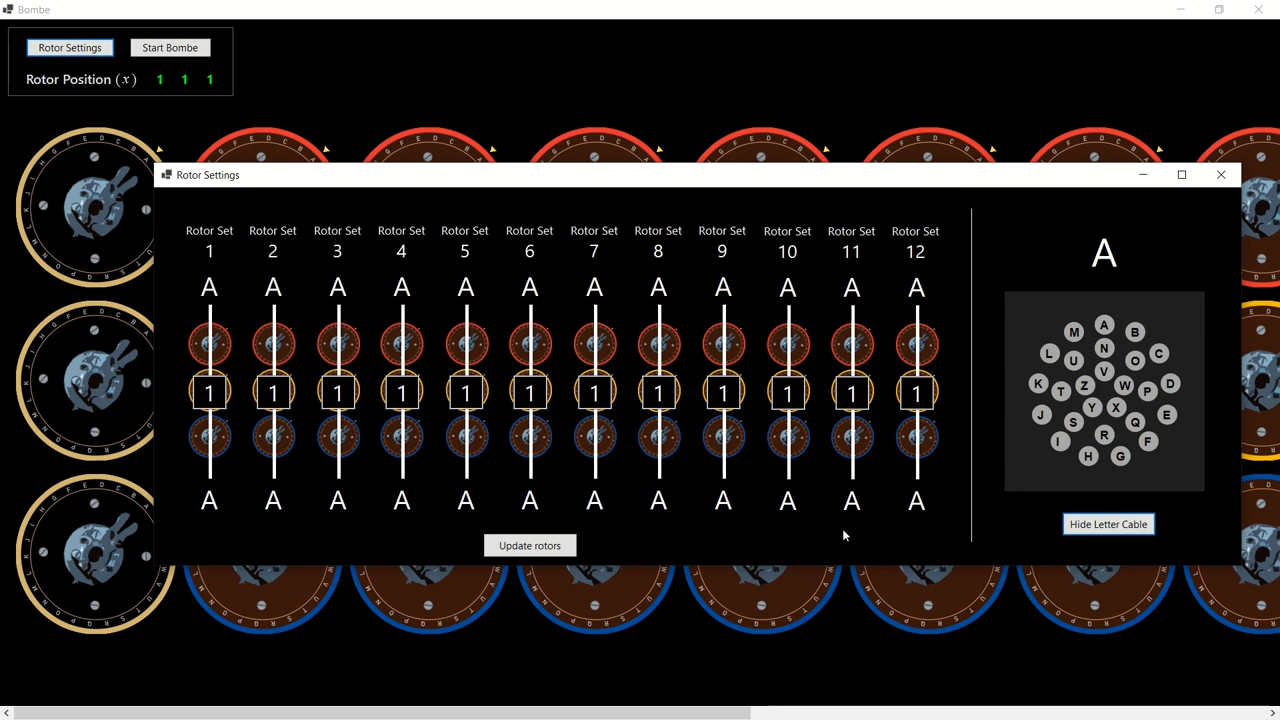 Bombe
Rotor Settings Start Bombe
Rotor Position (x) 1 1 1
Rotor Settings
Rotor Set Rotor Set Rotor Set Rotor Set Rotor Set Rotor Set Rotor Set Rotor Set Rotor Set Rotor Set Rotor Set Rotor Set
1 2 3 4 5 6 7 8 9 10 11 12
A A A A A A A A A A A A
1 1 1 1 1 1 1 1 1 1 1 1
A A A A A A A A A A A A
Update rotors
A
A B C D E F G H I J K L M
N O P Q R S T U
V W X Y Z
Hide Letter Cable